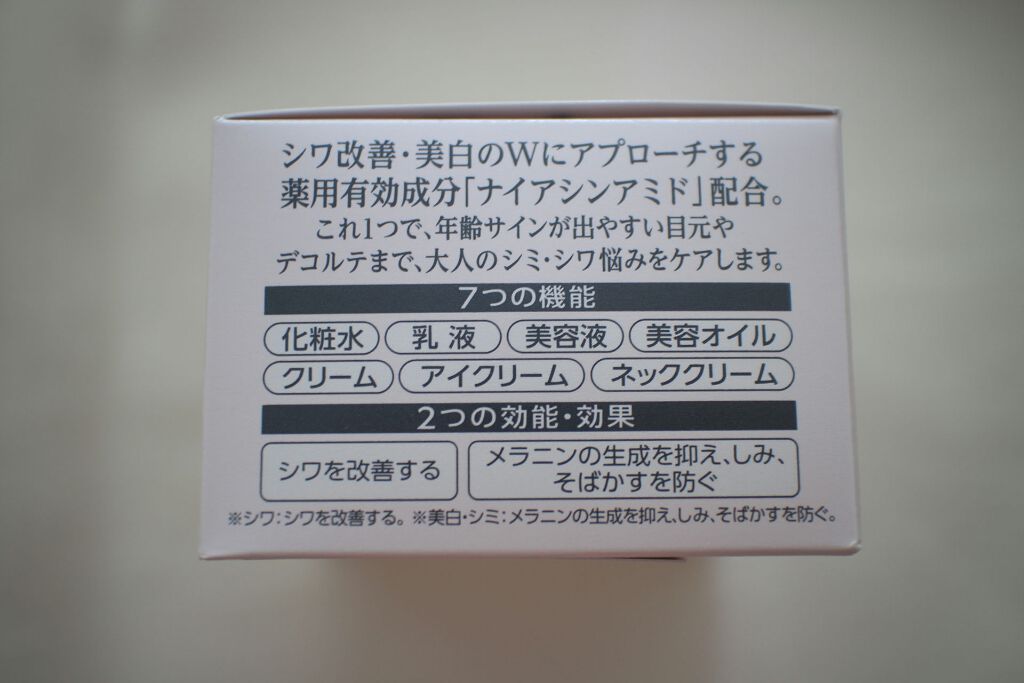 シワ改善・美白のWにアプローチする
薬用有効成分「ナイアシンアミド」配合。
これ1つで、年齢サインが出やすい目元や
デコルテまで、大人のシミ・シワ悩みをケアします。
7つの機能
化粧水 乳液 美容液 美容オイル
クリーム アイクリーム ネッククリーム
2つの効能・効果
シワを改善する
メラニンの生成を抑え、しみ、
そばかすを防ぐ
※シワ:シワを改善する。※美白・シミ:メラニンの生成を抑え、しみ、そばかすを防ぐ。